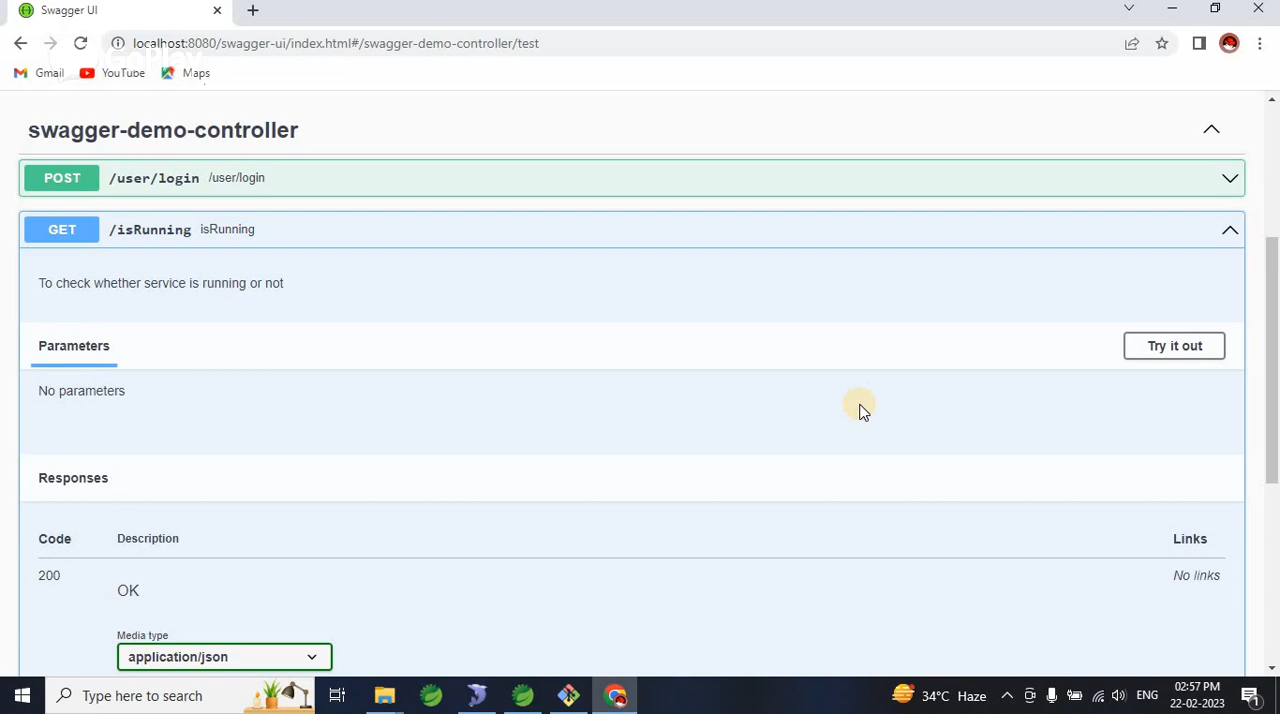 Swagger UI
localhost:8080/swagger-ui/index.html#/swagger-demo-controller/test
GoPlay
Gmail YouTube Maps
swagger-demo-controller
POST /user/login /user/login
GET /isRunning isRunning
To check whether service is running or not
Parameters Try it out
No parameters
Responses
Code Description Links
200 No links
OK
Media type
application/json
Type here to search 34°C Haze ENG 02:57 PM
22-02-2023 1